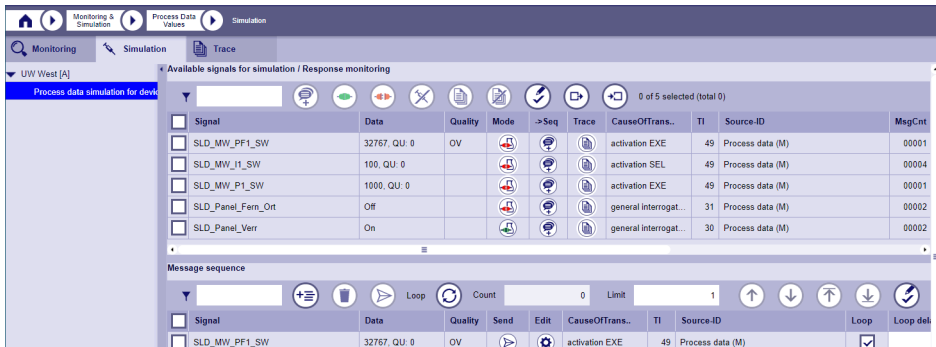 Monitoring & Simulation Process Data Values Simulation
Monitoring Simulation Trace
UW West [A]
Process data simulation for devic
Available signals for simulation / Response monitoring
0 of 5 selected (total 0)
Signal Data Quality Mode ->Seq Trace CauseOfTrans.. TI Source-ID MsgCnt
SLD_MW_PF1_SW 32767, QU: 0 OV activation EXE 49 Process data (M) 00001
SLD_MW_I1_SW 100, QU: 0 activation SEL 49 Process data (M) 00004
SLD_MW_P1_SW 1000, QU: 0 activation EXE 49 Process data (M) 00001
SLD_Panel_Fern_Ort Off general interrogat... 31 Process data (M) 00002
SLD_Panel_Verr On general interrogat... 30 Process data (M) 00002
Message sequence
Loop Count 0 Limit 1
Signal Data Quality Send Edit CauseOfTrans.. TI Source-ID Loop Loop dela
SLD_MW_PF1_SW 32767, QU: 0 OV activation EXE 49 Process data (M)